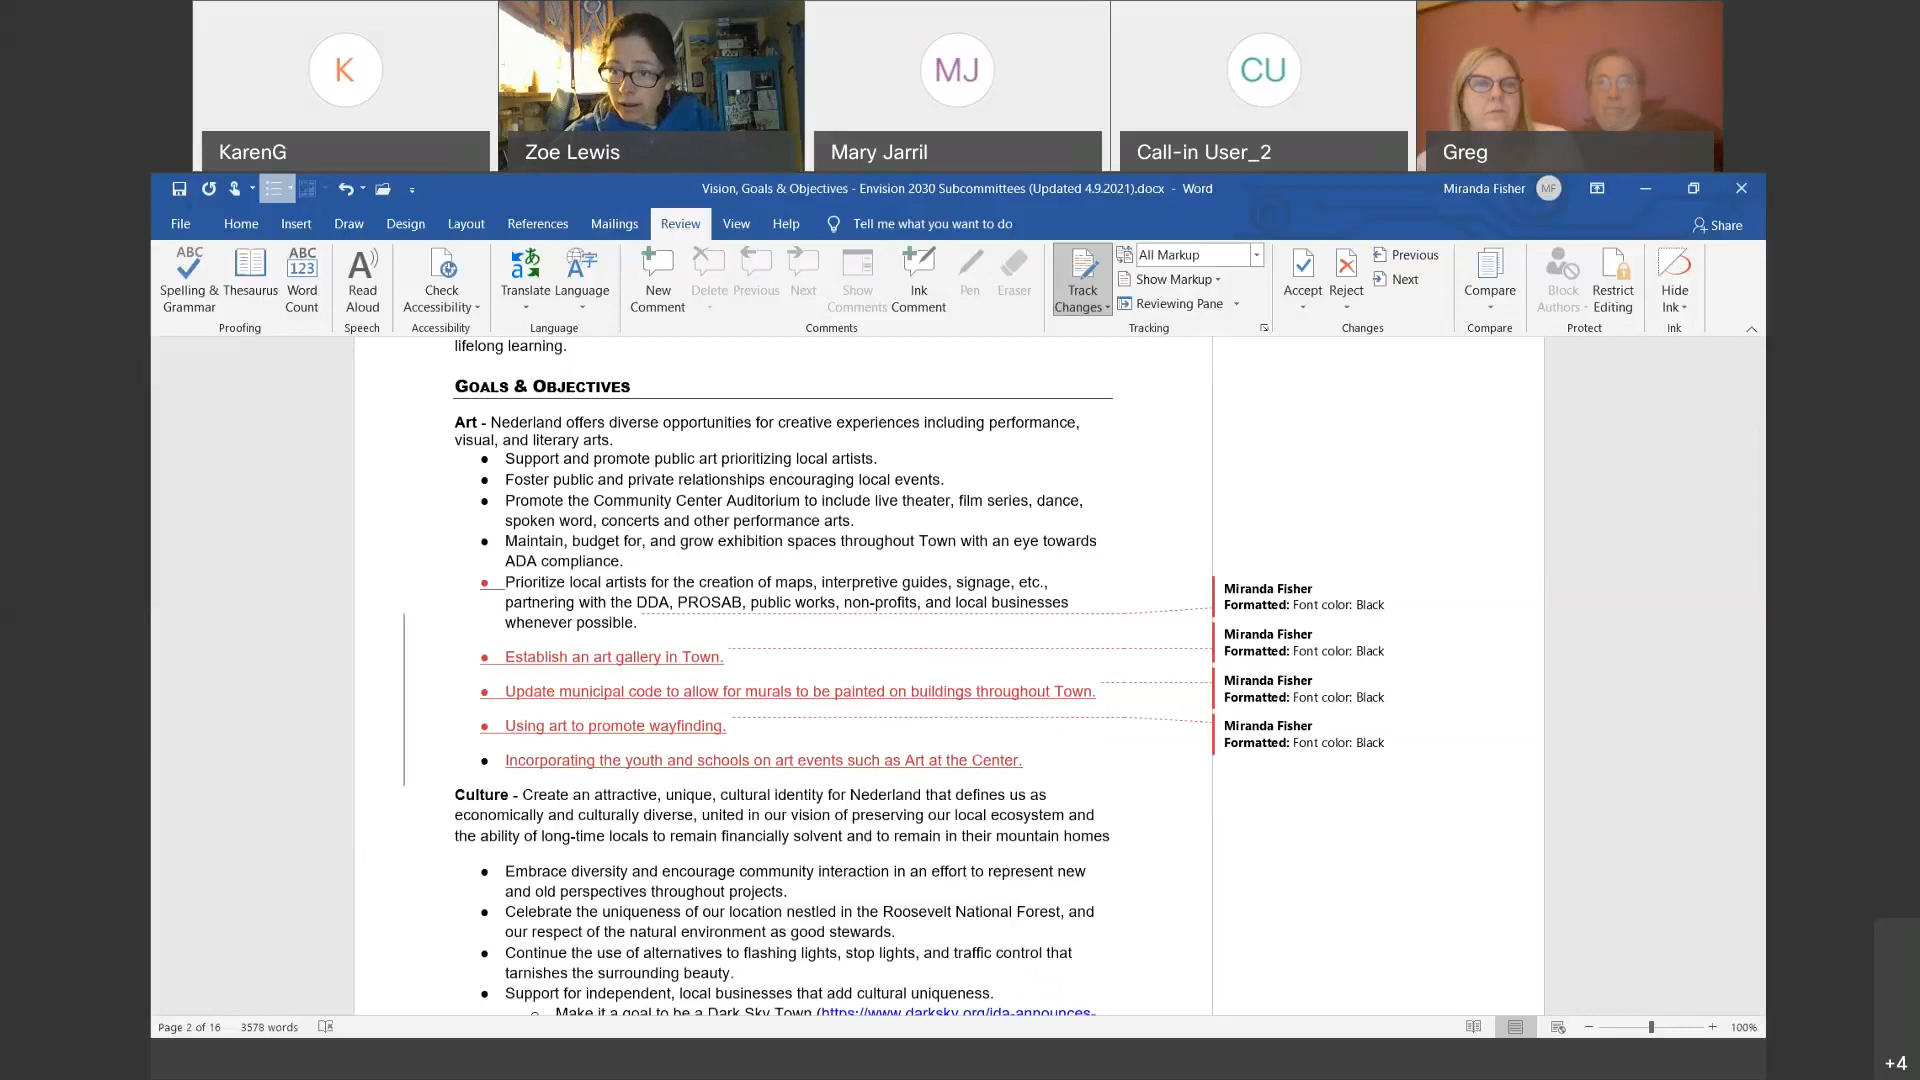 K
MJ
CU
KarenG
Zoe Lewis
Mary Jarril
Call-in User_2
Greg
Vision, Goals & Objectives - Envision 2030 Subcommittees (Updated 4.9.2021).docx - Word
Miranda Fisher
MF
File
Home
Insert
Draw
Design
Layout
References
Mailings
Review
View
Help
Tell me what you want to do
Share
ABC
Spelling &
Grammar
Thesaurus
ABC
123
Word
Count
Proofing
A
Read
Aloud
Speech
Check
Accessibility
Accessibility
Translate
Language
Language
New
Comment
Delete
Previous
Next
Show
Comments
Ink
Comment
Pen
Eraser
Comments
Track
Changes
All Markup
Show Markup
Reviewing Pane
Tracking
Accept
Reject
Previous
Next
Changes
Compare
Compare
Block
Authors
Restrict
Editing
Protect
Hide
Ink
Ink
lifelong learning.
GOALS & OBJECTIVES
Art - Nederland offers diverse opportunities for creative experiences including performance,
visual, and literary arts.
● Support and promote public art prioritizing local artists.
● Foster public and private relationships encouraging local events.
● Promote the Community Center Auditorium to include live theater, film series, dance,
spoken word, concerts and other performance arts.
● Maintain, budget for, and grow exhibition spaces throughout Town with an eye towards
ADA compliance.
● Prioritize local artists for the creation of maps, interpretive guides, signage, etc.,
partnering with the DDA, PROSAB, public works, non-profits, and local businesses
whenever possible.
● Establish an art gallery in Town.
● Update municipal code to allow for murals to be painted on buildings throughout Town.
● Using art to promote wayfinding.
● Incorporating the youth and schools on art events such as Art at the Center.
Culture - Create an attractive, unique, cultural identity for Nederland that defines us as
economically and culturally diverse, united in our vision of preserving our local ecosystem and
the ability of long-time locals to remain financially solvent and to remain in their mountain homes
● Embrace diversity and encourage community interaction in an effort to represent new
and old perspectives throughout projects.
● Celebrate the uniqueness of our location nestled in the Roosevelt National Forest, and
our respect of the natural environment as good stewards.
● Continue the use of alternatives to flashing lights, stop lights, and traffic control that
tarnishes the surrounding beauty.
● Support for independent, local businesses that add cultural uniqueness.
○ Make it a goal to be a Dark Sky Town (https://www.darksky.org/ida-announces-
Miranda Fisher
Formatted: Font color: Black
Miranda Fisher
Formatted: Font color: Black
Miranda Fisher
Formatted: Font color: Black
Miranda Fisher
Formatted: Font color: Black
Page 2 of 16
3578 words
100%
+4